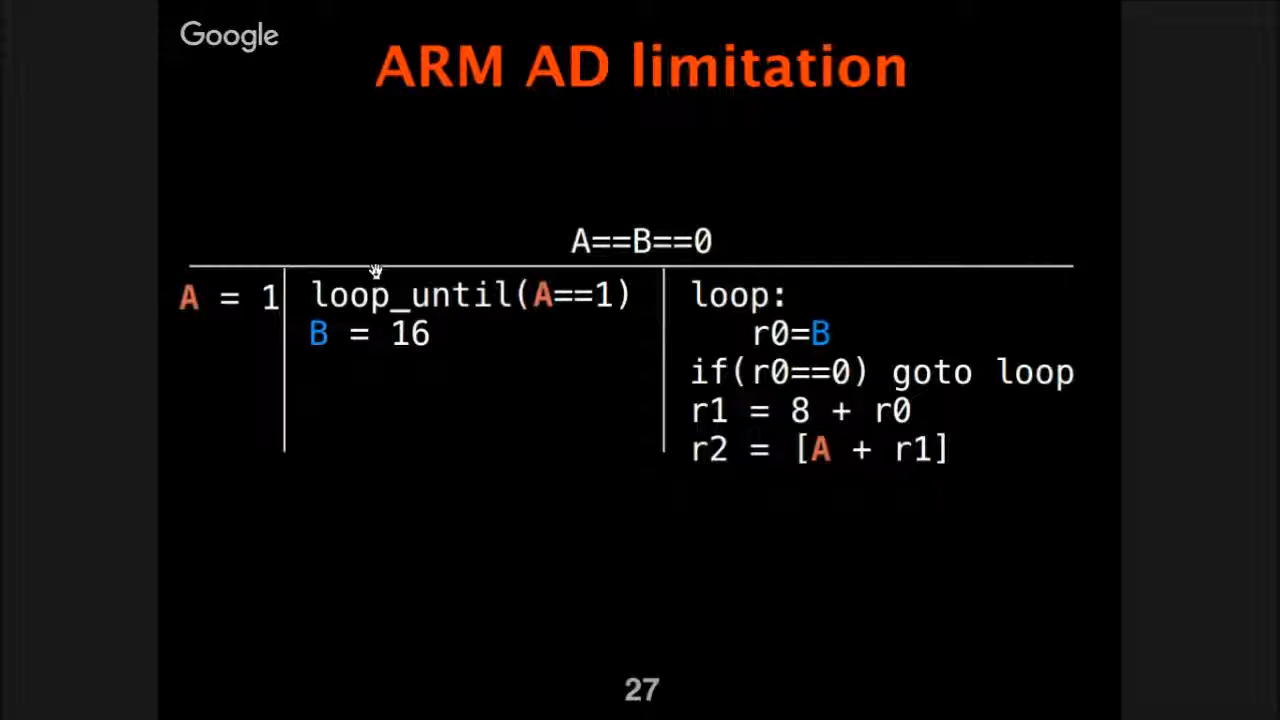 Google
ARM AD limitation
A==B==0
A = 1
loop_until(A==1)
B = 16
loop:
r0=B
if(r0==0) goto loop
r1 = 8 + r0
r2 = [A + r1]
27